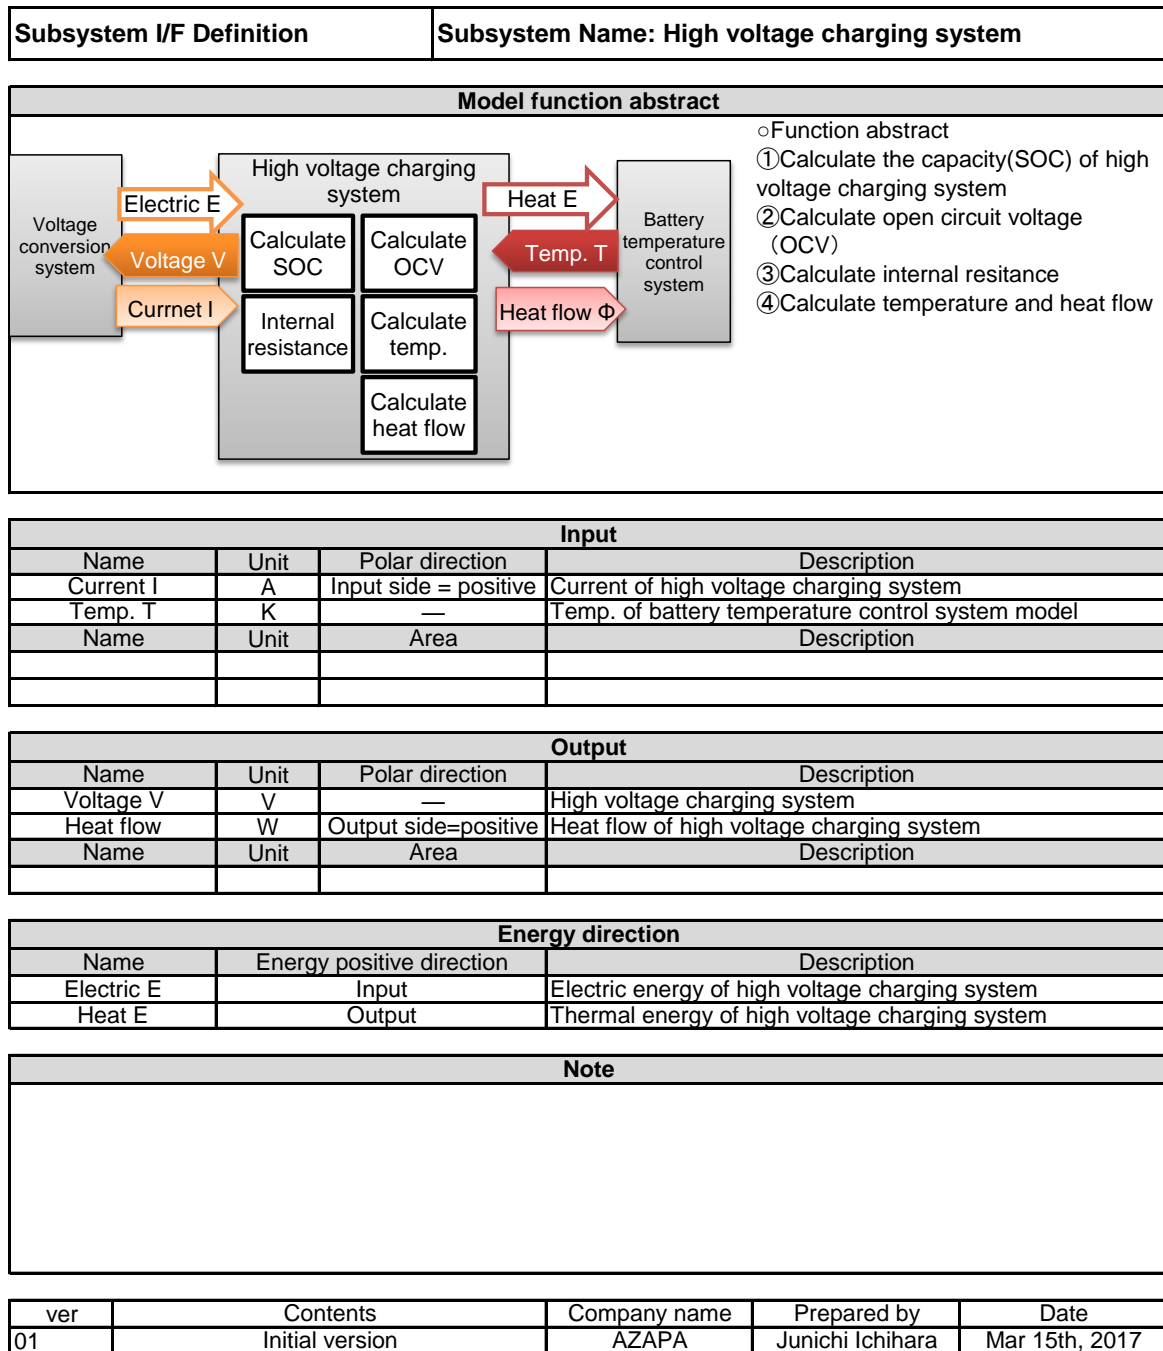 Subsystem I/F Definition
Subsystem Name: High voltage charging system
Model function abstract
Voltage
conversion
system
Electric E
Voltage V
Currnet I
High voltage charging
system
Calculate
SOC
Calculate
OCV
Internal
resistance
Calculate
temp.
Calculate
heat flow
Heat E
Temp. T
Heat flow Φ
Battery
temperature
control
system
○Function abstract
①Calculate the capacity(SOC) of high
voltage charging system
②Calculate open circuit voltage
（OCV）
③Calculate internal resitance
④Calculate temperature and heat flow
Input
Name Unit Polar direction Description
Current I A Input side = positive Current of high voltage charging system
Temp. T K — Temp. of battery temperature control system model
Name Unit Area Description
Output
Name Unit Polar direction Description
Voltage V V — High voltage charging system
Heat flow W Output side=positive Heat flow of high voltage charging system
Name Unit Area Description
Energy direction
Name Energy positive direction Description
Electric E Input Electric energy of high voltage charging system
Heat E Output Thermal energy of high voltage charging system
Note
ver Contents Company name Prepared by Date
01 Initial version AZAPA Junichi Ichihara Mar 15th, 2017